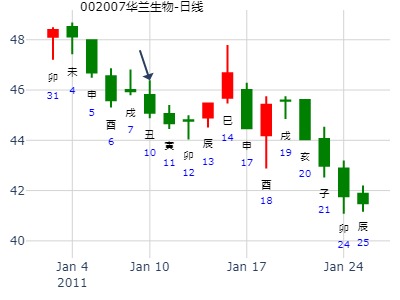 002007华兰生物-日线
48
46
44
42
40
卯
31
未
4
申
5
酉
6
戌
7
丑
10
寅
11
卯
12
辰
13
巳
14
申
17
酉
18
戌
19
亥
20
子
21
卯
24
辰
25
Jan 4
2011
Jan 10
Jan 17
Jan 24